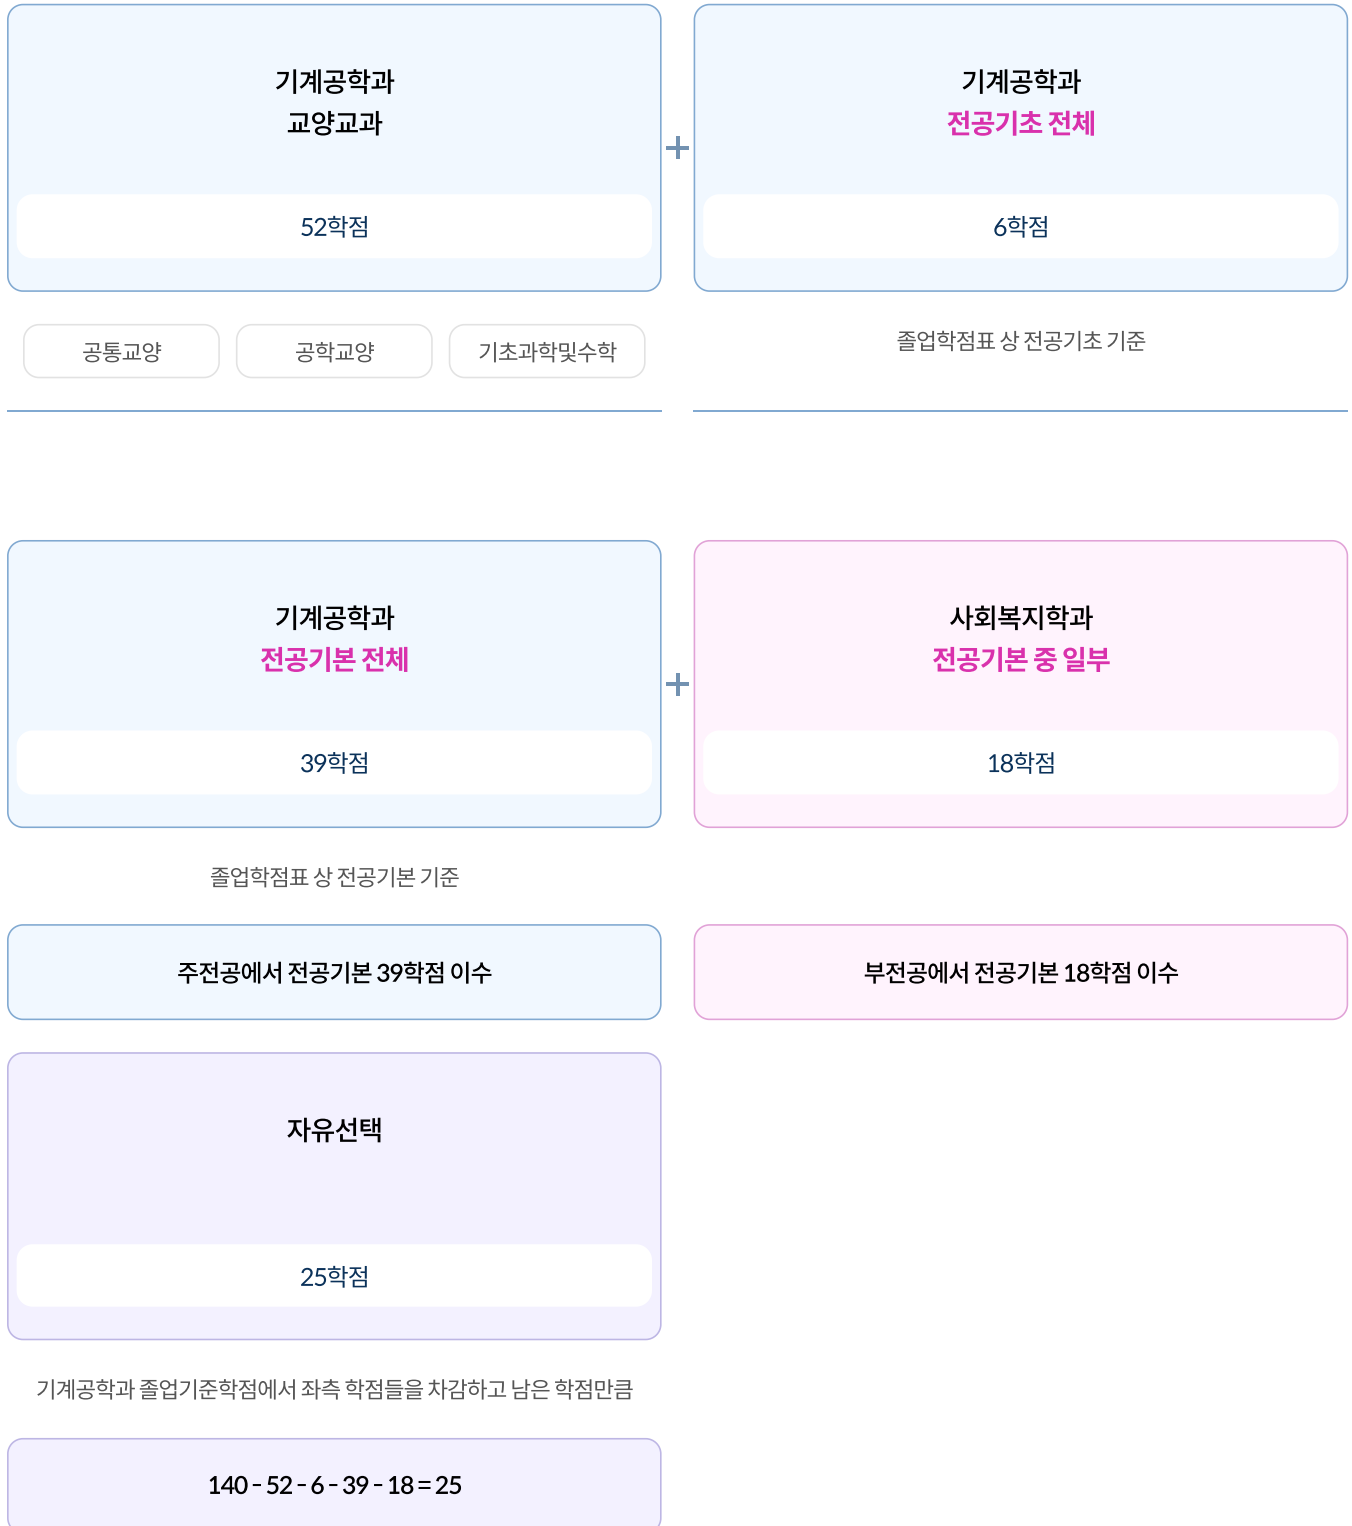 기계공학과
교양교과
52학점
공통교양
공학교양
기초과학및수학
+
기계공학과
전공기초 전체
6학점
졸업학점표 상 전공기초 기준
기계공학과
전공기본 전체
39학점
졸업학점표 상 전공기본 기준
주전공에서 전공기본 39학점 이수
+
사회복지학과
전공기본 중 일부
18학점
부전공에서 전공기본 18학점 이수
자유선택
25학점
기계공학과 졸업기준학점에서 좌측 학점들을 차감하고 남은 학점만큼
140 - 52 - 6 - 39 - 18 = 25